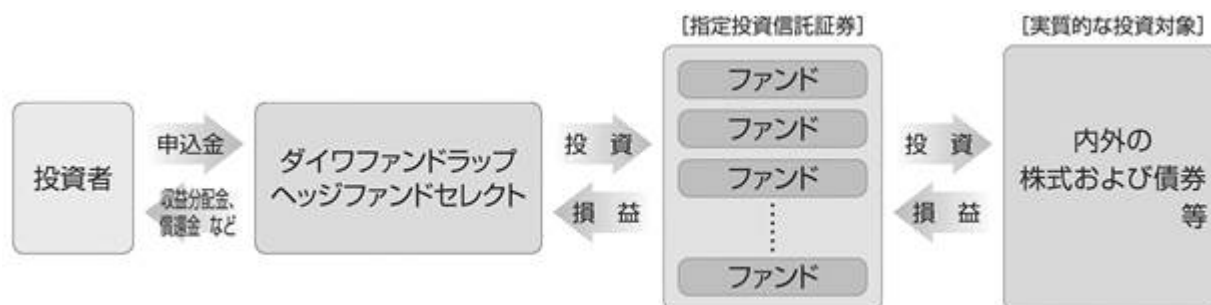 [指定投資信託証券]
[実質的な投資対象]
投資者
申込金
収益分配金、
償還金 など
ダイワファンドラップ
ヘッジファンドセレクト
投 資
損 益
ファンド
ファンド
ファンド
ファンド
投 資
損 益
内外の
株式および債券
等